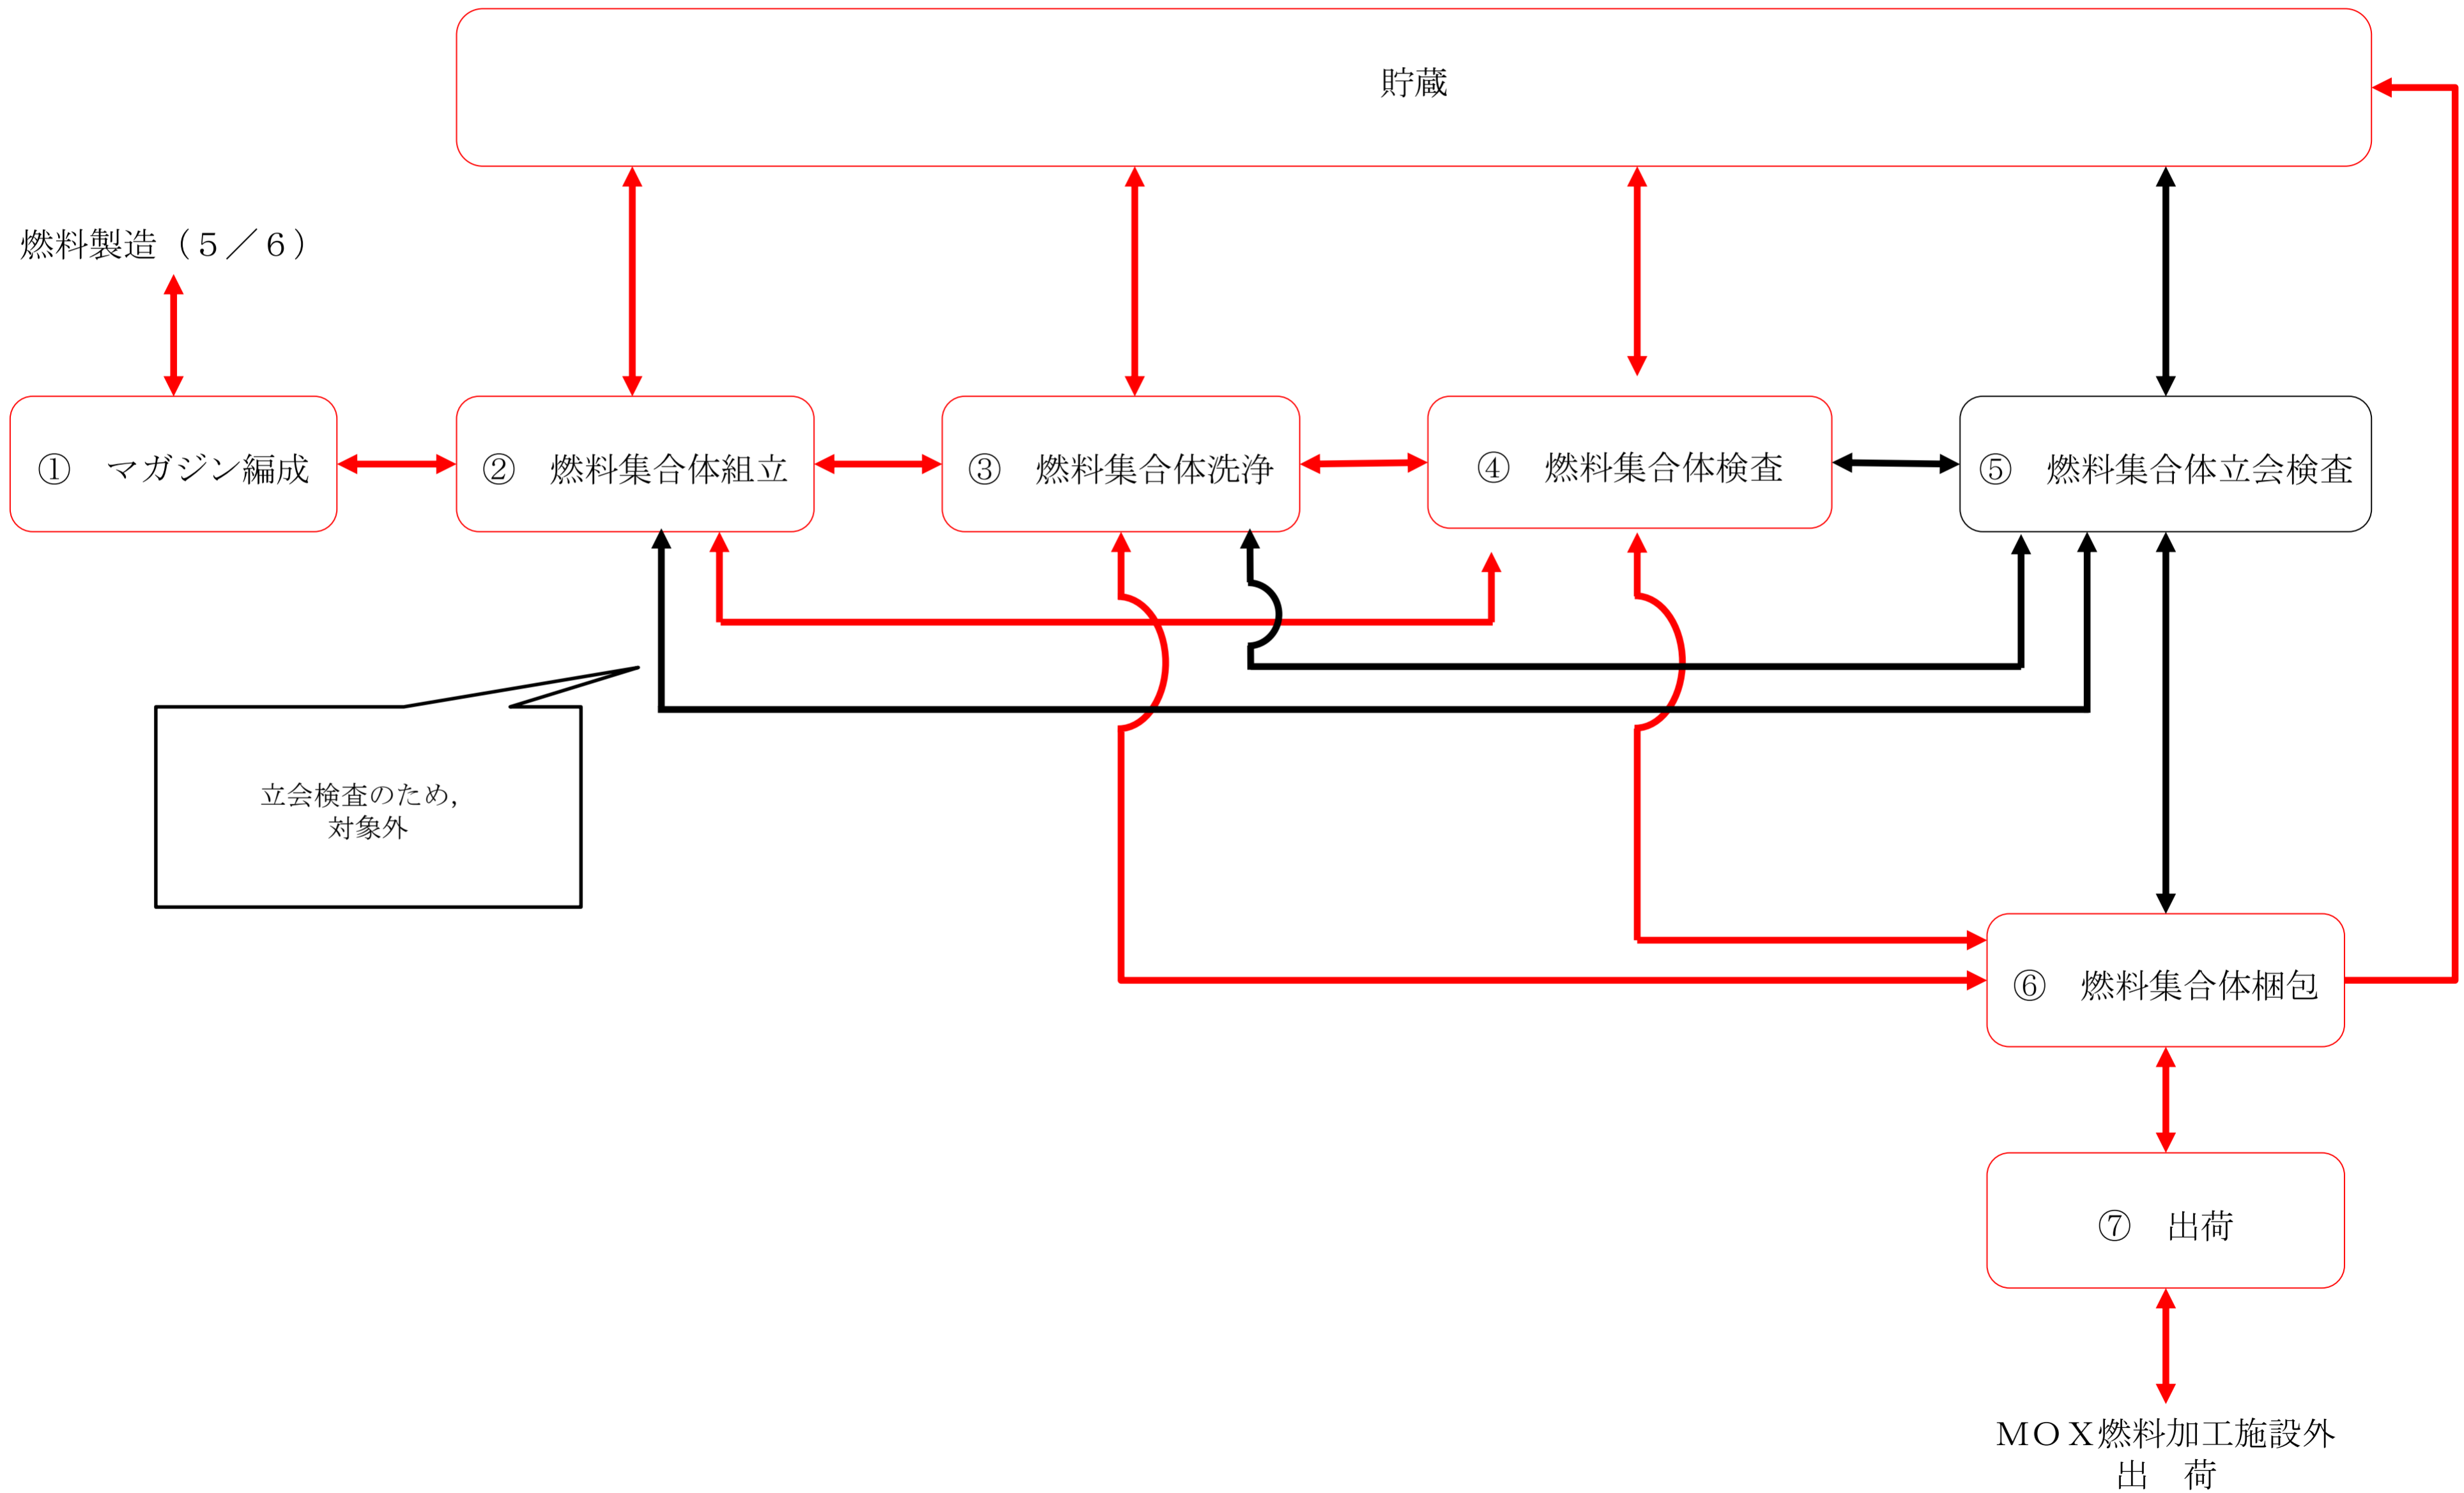 貯蔵
燃料製造（５／６）
①　マガジン編成
②　燃料集合体組立
③　燃料集合体洗浄
④　燃料集合体検査
⑤　燃料集合体立会検査
立会検査のため，
対象外
⑥　燃料集合体梱包
⑦　出荷
ＭＯＸ燃料加工施設外
出　荷